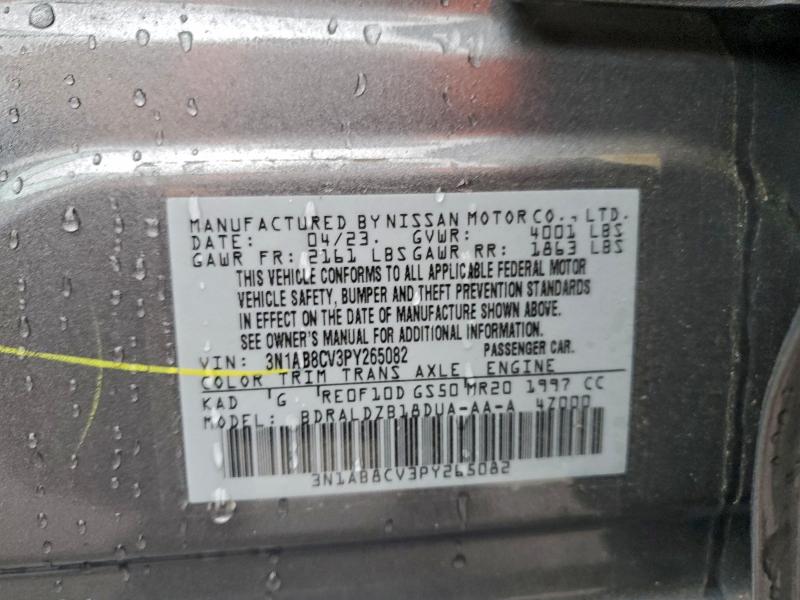 MANUFACTURED BY NISSAN MOTOR CO., LTD.
DATE: 04/23. GVWR: 4001 LBS
GAWR FR: 2161 LBS GAWR RR: 1863 LBS
THIS VEHICLE CONFORMS TO ALL APPLICABLE FEDERAL MOTOR
VEHICLE SAFETY, BUMPER AND THEFT PREVENTION STANDARDS
IN EFFECT ON THE DATE OF MANUFACTURE SHOWN ABOVE.
SEE OWNER'S MANUAL FOR ADDITIONAL INFORMATION.
VIN: 3N1AB8CV3PY265082 PASSENGER CAR.
COLOR TRIM TRANS AXLE ENGINE
KAD G RE0F10D GS50 MR20 1997 CC
MODEL: BDRALDZB18DUA-AA-A 4Z000
3N1AB8CV3PY265082